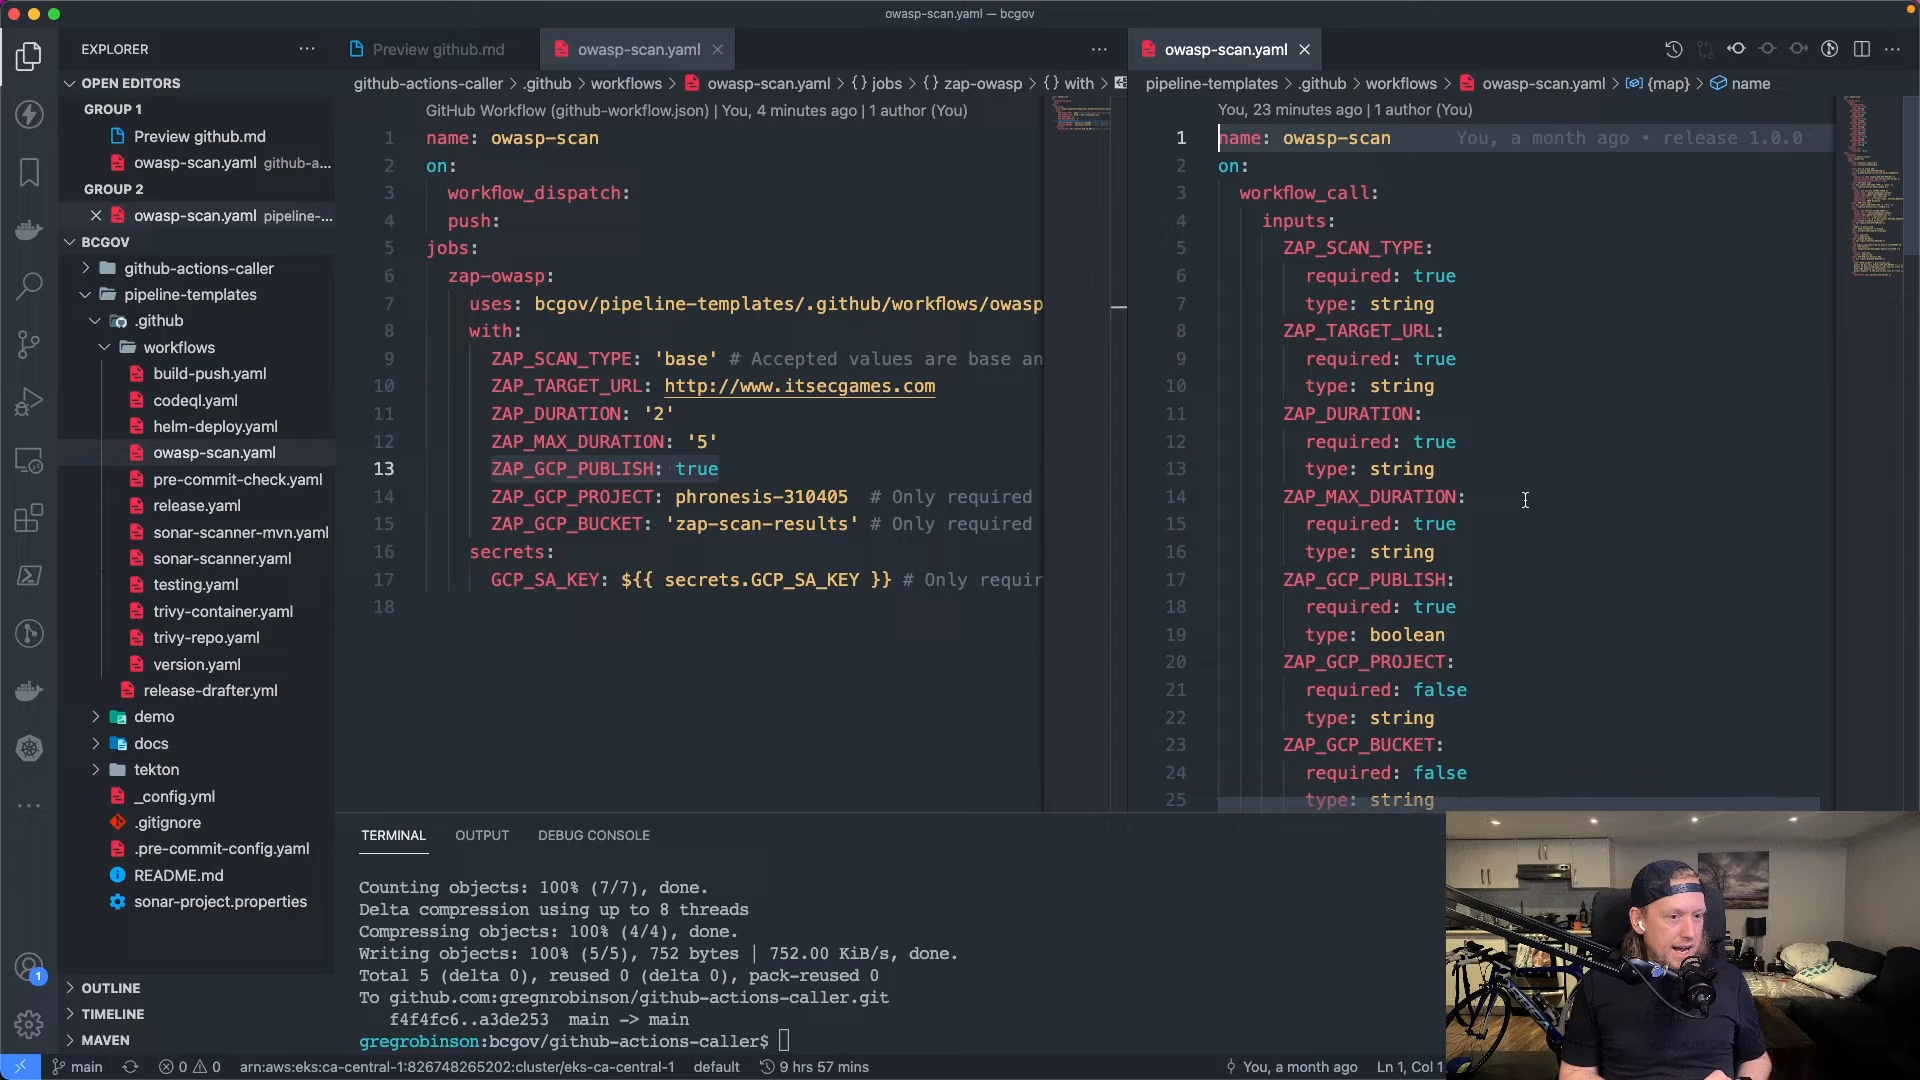 owasp-scan.yaml — bcgov
EXPLORER
OPEN EDITORS
GROUP 1
Preview github.md
owasp-scan.yaml github-a...
GROUP 2
owasp-scan.yaml pipeline-...
BCGOV
github-actions-caller
pipeline-templates
.github
workflows
build-push.yaml
codeql.yaml
helm-deploy.yaml
owasp-scan.yaml
pre-commit-check.yaml
release.yaml
sonar-scanner-mvn.yaml
sonar-scanner.yaml
testing.yaml
trivy-container.yaml
trivy-repo.yaml
version.yaml
release-drafter.yml
demo
docs
tekton
_config.yml
.gitignore
.pre-commit-config.yaml
README.md
sonar-project.properties
OUTLINE
TIMELINE
MAVEN
1
Preview github.md
owasp-scan.yaml
github-actions-caller > .github > workflows > owasp-scan.yaml > {} jobs > {} zap-owasp > {} with >
GitHub Workflow (github-workflow.json) | You, 4 minutes ago | 1 author (You)
1 name: owasp-scan
2 on:
3 workflow_dispatch:
4 push:
5 jobs:
6 zap-owasp:
7 uses: bcgov/pipeline-templates/.github/workflows/owasp
8 with:
9 ZAP_SCAN_TYPE: 'base' # Accepted values are base an
10 ZAP_TARGET_URL: http://www.itsecgames.com
11 ZAP_DURATION: '2'
12 ZAP_MAX_DURATION: '5'
13 ZAP_GCP_PUBLISH: true
14 ZAP_GCP_PROJECT: phronesis-310405 # Only required
15 ZAP_GCP_BUCKET: 'zap-scan-results' # Only required
16 secrets:
17 GCP_SA_KEY: ${{ secrets.GCP_SA_KEY }} # Only requir
18
owasp-scan.yaml
pipeline-templates > .github > workflows > owasp-scan.yaml > {map} > name
You, 23 minutes ago | 1 author (You)
1 name: owasp-scan You, a month ago • release 1.0.0
2 on:
3 workflow_call:
4 inputs:
5 ZAP_SCAN_TYPE:
6 required: true
7 type: string
8 ZAP_TARGET_URL:
9 required: true
10 type: string
11 ZAP_DURATION:
12 required: true
13 type: string
14 ZAP_MAX_DURATION:
15 required: true
16 type: string
17 ZAP_GCP_PUBLISH:
18 required: true
19 type: boolean
20 ZAP_GCP_PROJECT:
21 required: false
22 type: string
23 ZAP_GCP_BUCKET:
24 required: false
25 type: string
TERMINAL OUTPUT DEBUG CONSOLE
Counting objects: 100% (7/7), done.
Delta compression using up to 8 threads
Compressing objects: 100% (4/4), done.
Writing objects: 100% (5/5), 752 bytes | 752.00 KiB/s, done.
Total 5 (delta 0), reused 0 (delta 0), pack-reused 0
To github.com:gregnrobinson/github-actions-caller.git
f4f4fc6..a3de253 main -> main
gregrobinson:bcgov/github-actions-caller$
main 0 0 arn:aws:eks:ca-central-1:826748265202:cluster/eks-ca-central-1 default 9 hrs 57 mins You, a month ago Ln 1, Col 1